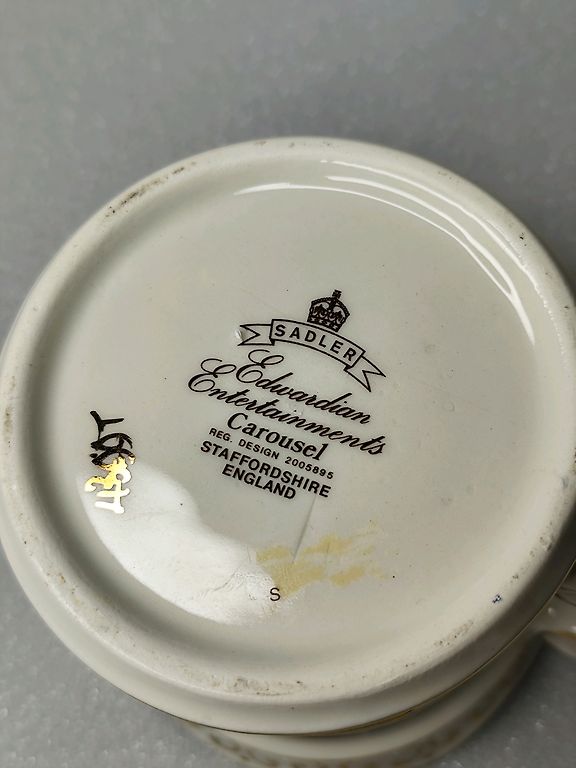 SADLER
Edwardian
Entertainments
Carousel
REG. DESIGN 2005895
STAFFORDSHIRE
ENGLAND
S